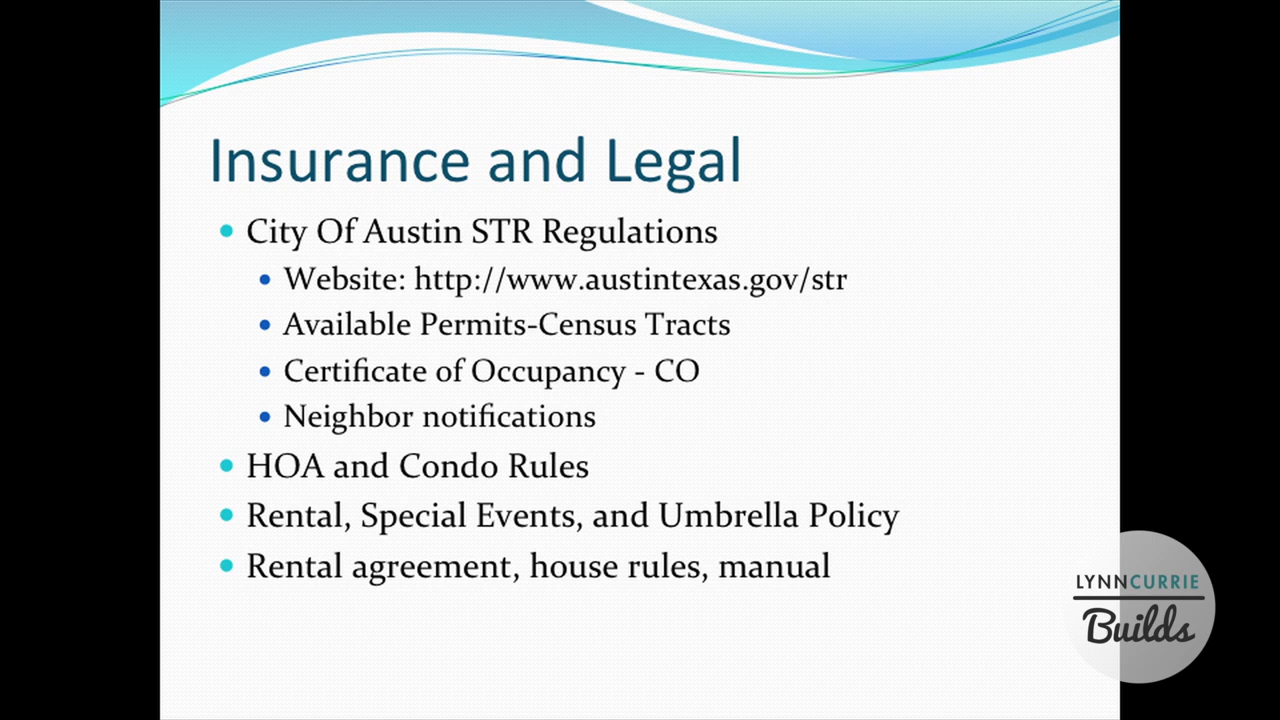 Insurance and Legal
City Of Austin STR Regulations
Website: http://www.austintexas.gov/str
Available Permits-Census Tracts
Certificate of Occupancy - CO
Neighbor notifications
HOA and Condo Rules
Rental, Special Events, and Umbrella Policy
Rental agreement, house rules, manual
LYNNCURRIE
Builds